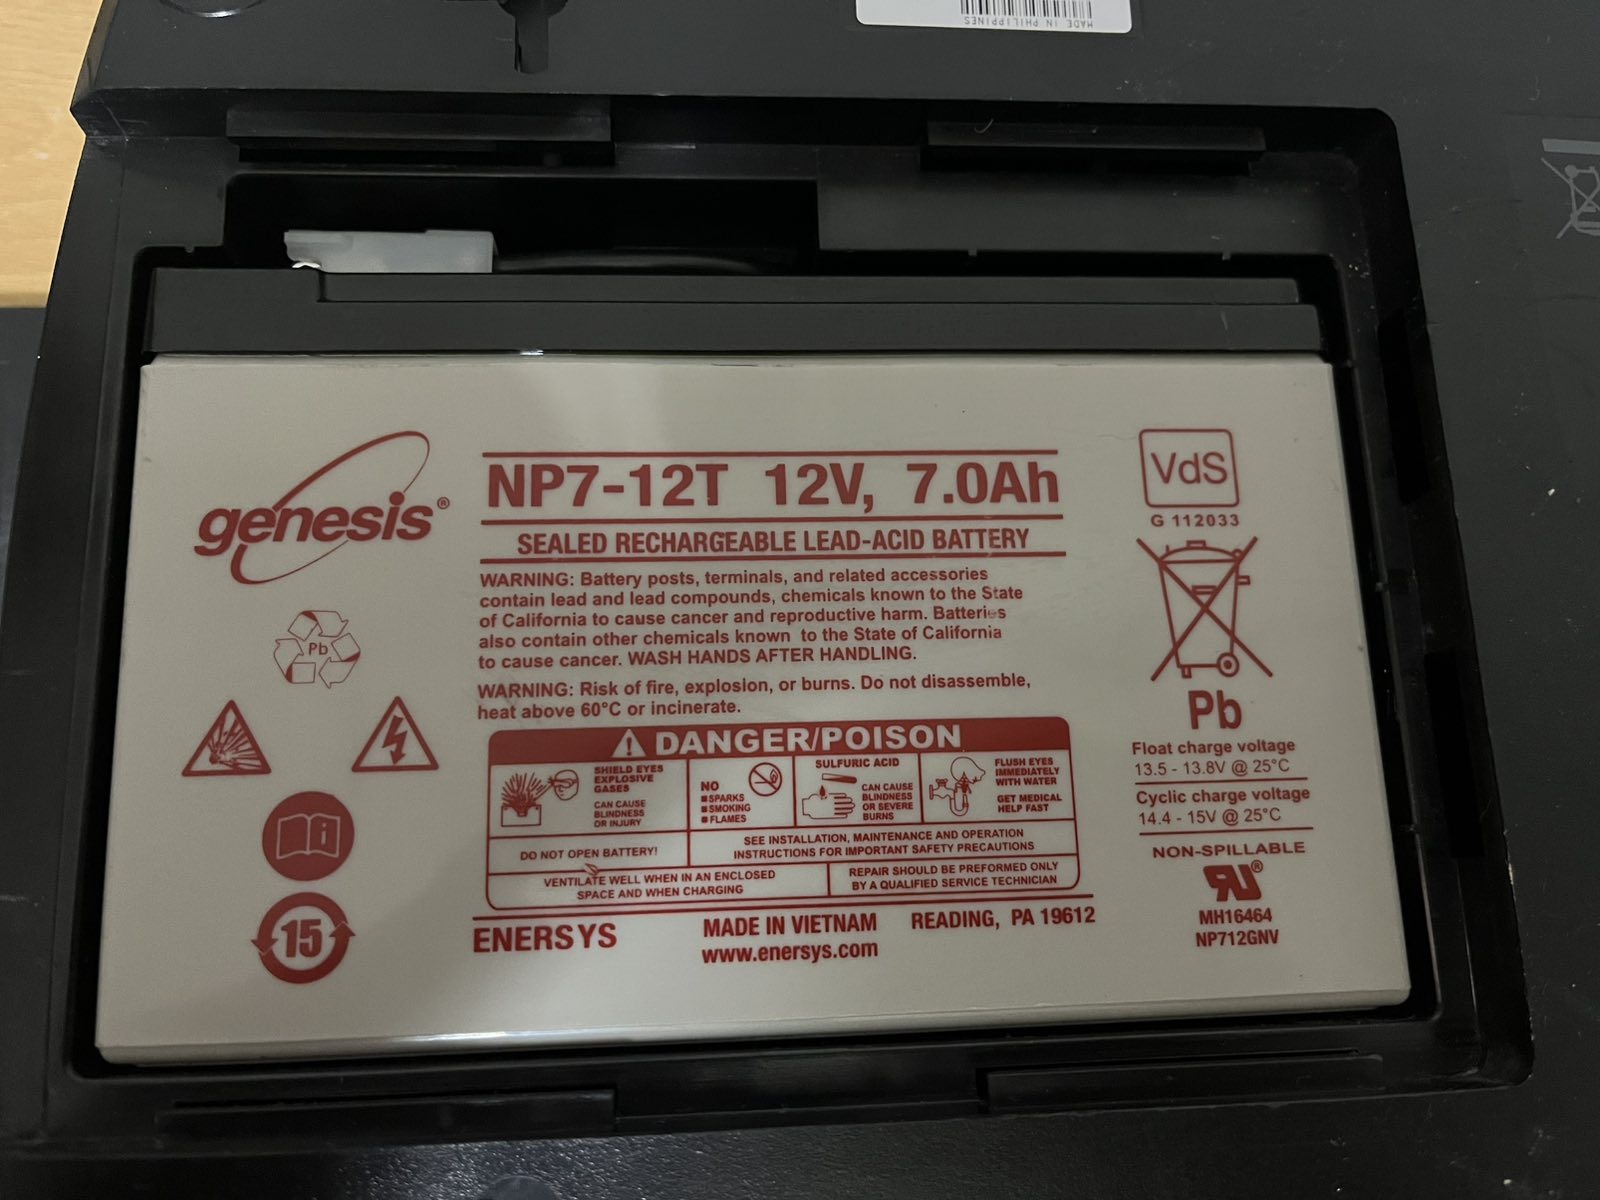 MADE IN PHILIPPINES
genesis®
NP7-12T 12V, 7.0Ah
SEALED RECHARGEABLE LEAD-ACID BATTERY
WARNING: Battery posts, terminals, and related accessories
contain lead and lead compounds, chemicals known to the State
of California to cause cancer and reproductive harm. Batteries
also contain other chemicals known to the State of California
to cause cancer. WASH HANDS AFTER HANDLING.
WARNING: Risk of fire, explosion, or burns. Do not disassemble,
heat above 60°C or incinerate.
Pb
DANGER/POISON
SHIELD EYES
EXPLOSIVE
GASES
CAN CAUSE
BLINDNESS
OR INJURY
NO
SPARKS
SMOKING
FLAMES
SULFURIC ACID
CAN CAUSE
BLINDNESS
OR SEVERE
BURNS
FLUSH EYES
IMMEDIATELY
WITH WATER
GET MEDICAL
HELP FAST
DO NOT OPEN BATTERY!
SEE INSTALLATION, MAINTENANCE AND OPERATION
INSTRUCTIONS FOR IMPORTANT SAFETY PRECAUTIONS
VENTILATE WELL WHEN IN AN ENCLOSED
SPACE AND WHEN CHARGING
REPAIR SHOULD BE PREFORMED ONLY
BY A QUALIFIED SERVICE TECHNICIAN
15
ENERSYS
MADE IN VIETNAM
www.enersys.com
READING, PA 19612
VdS
G 112033
Pb
Float charge voltage
13.5 - 13.8V @ 25°C
Cyclic charge voltage
14.4 - 15V @ 25°C
NON-SPILLABLE
RU®
MH16464
NP712GNV